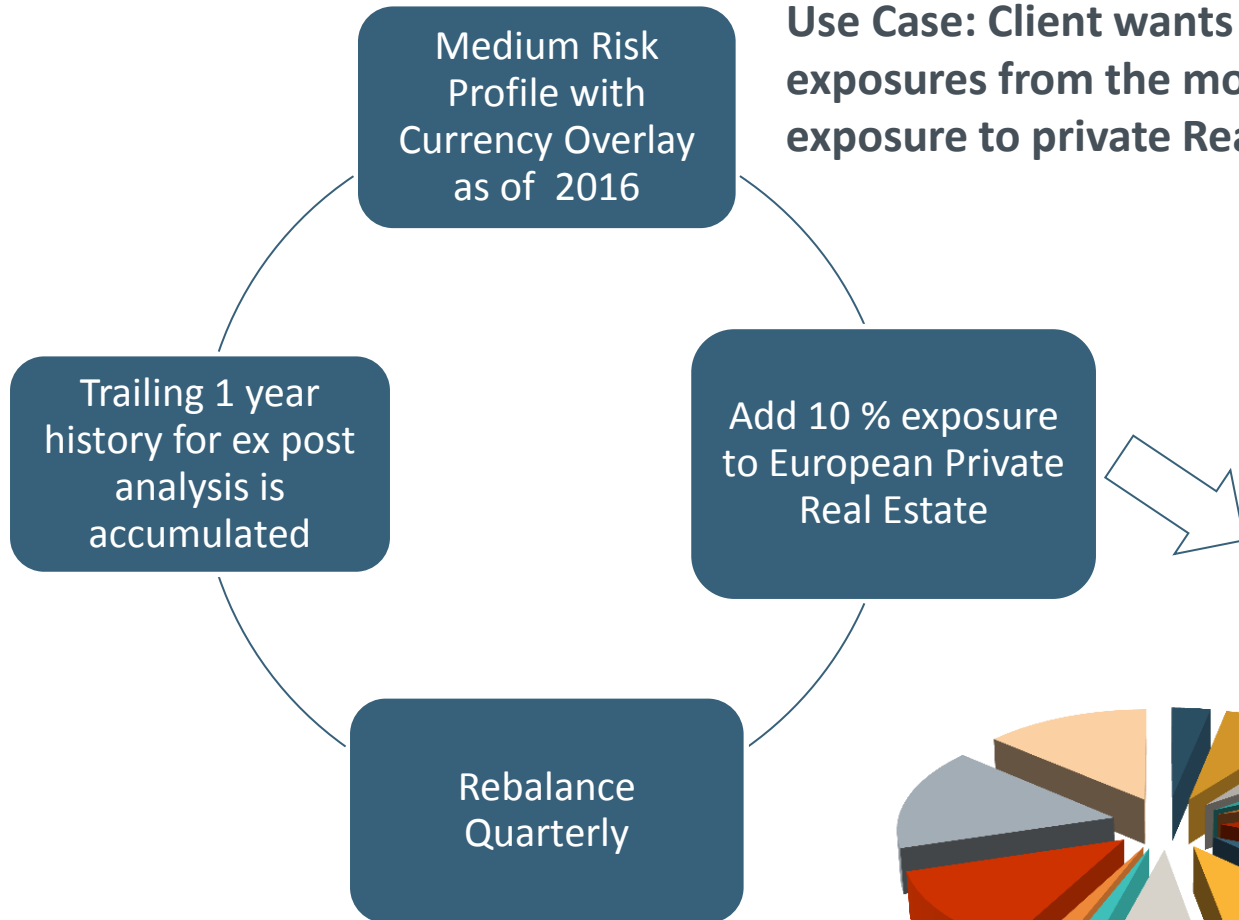 Use Case: Client wants
exposures from the mo
exposure to private Rea
Medium Risk
Profile with
Currency Overlay
as of 2016
Add 10 % exposure
to European Private
Real Estate
Rebalance
Quarterly
Trailing 1 year
history for ex post
analysis is
accumulated